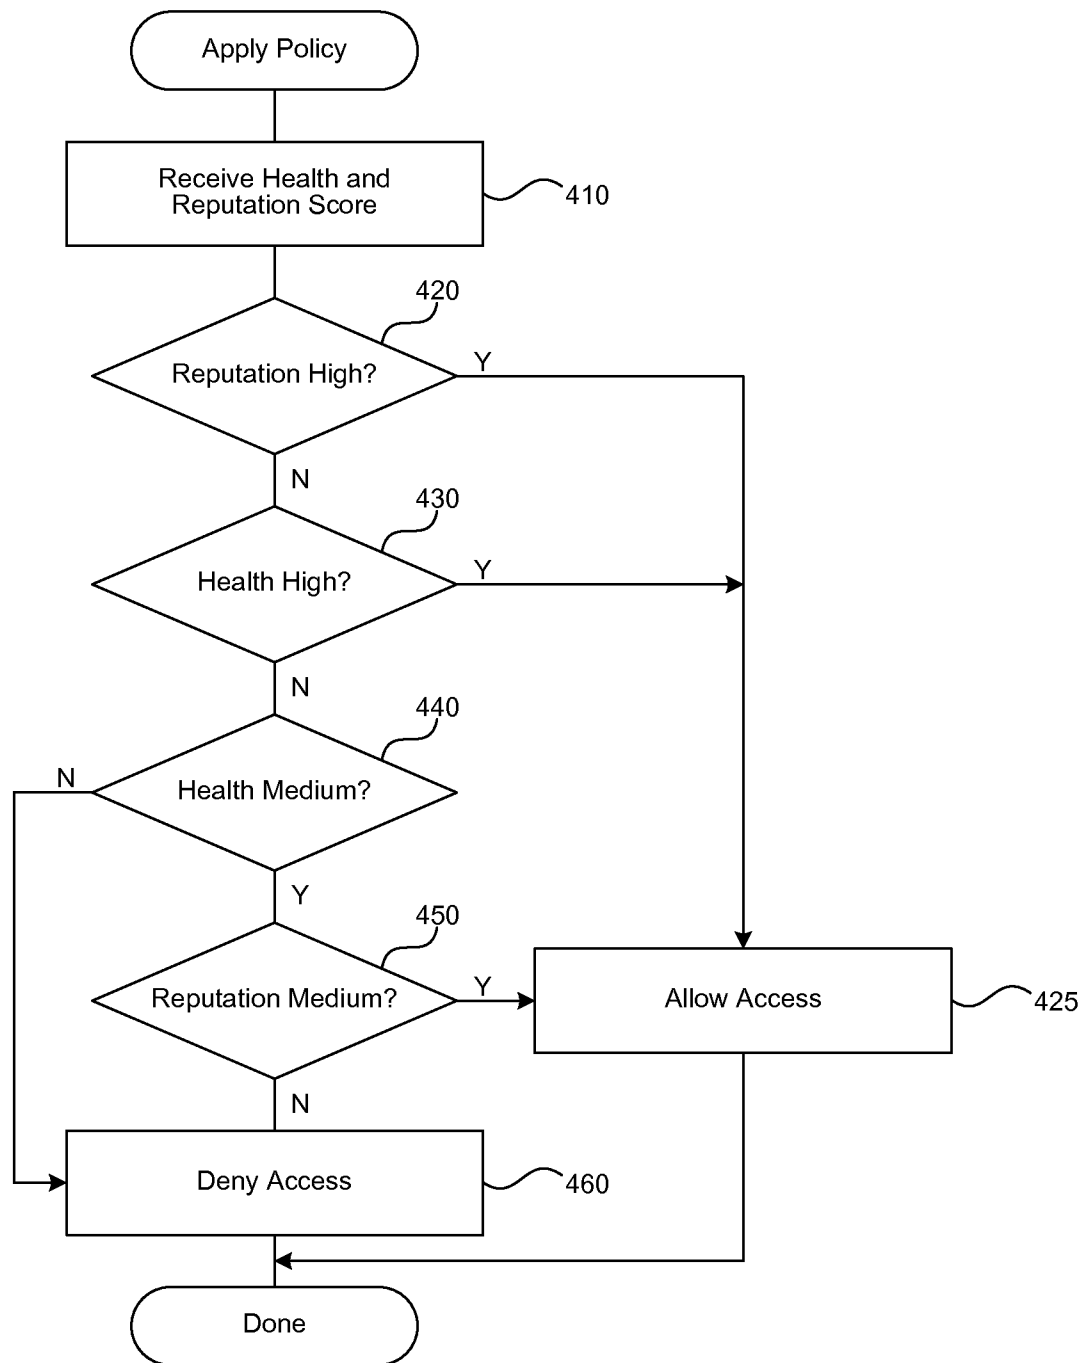 Apply Policy
Receive Health and
Reputation Score
410
420
Reputation High?
Y
N
430
Health High?
Y
N
440
N
Health Medium?
Y
450
Reputation Medium?
Y
Allow Access
425
N
Deny Access
460
Done